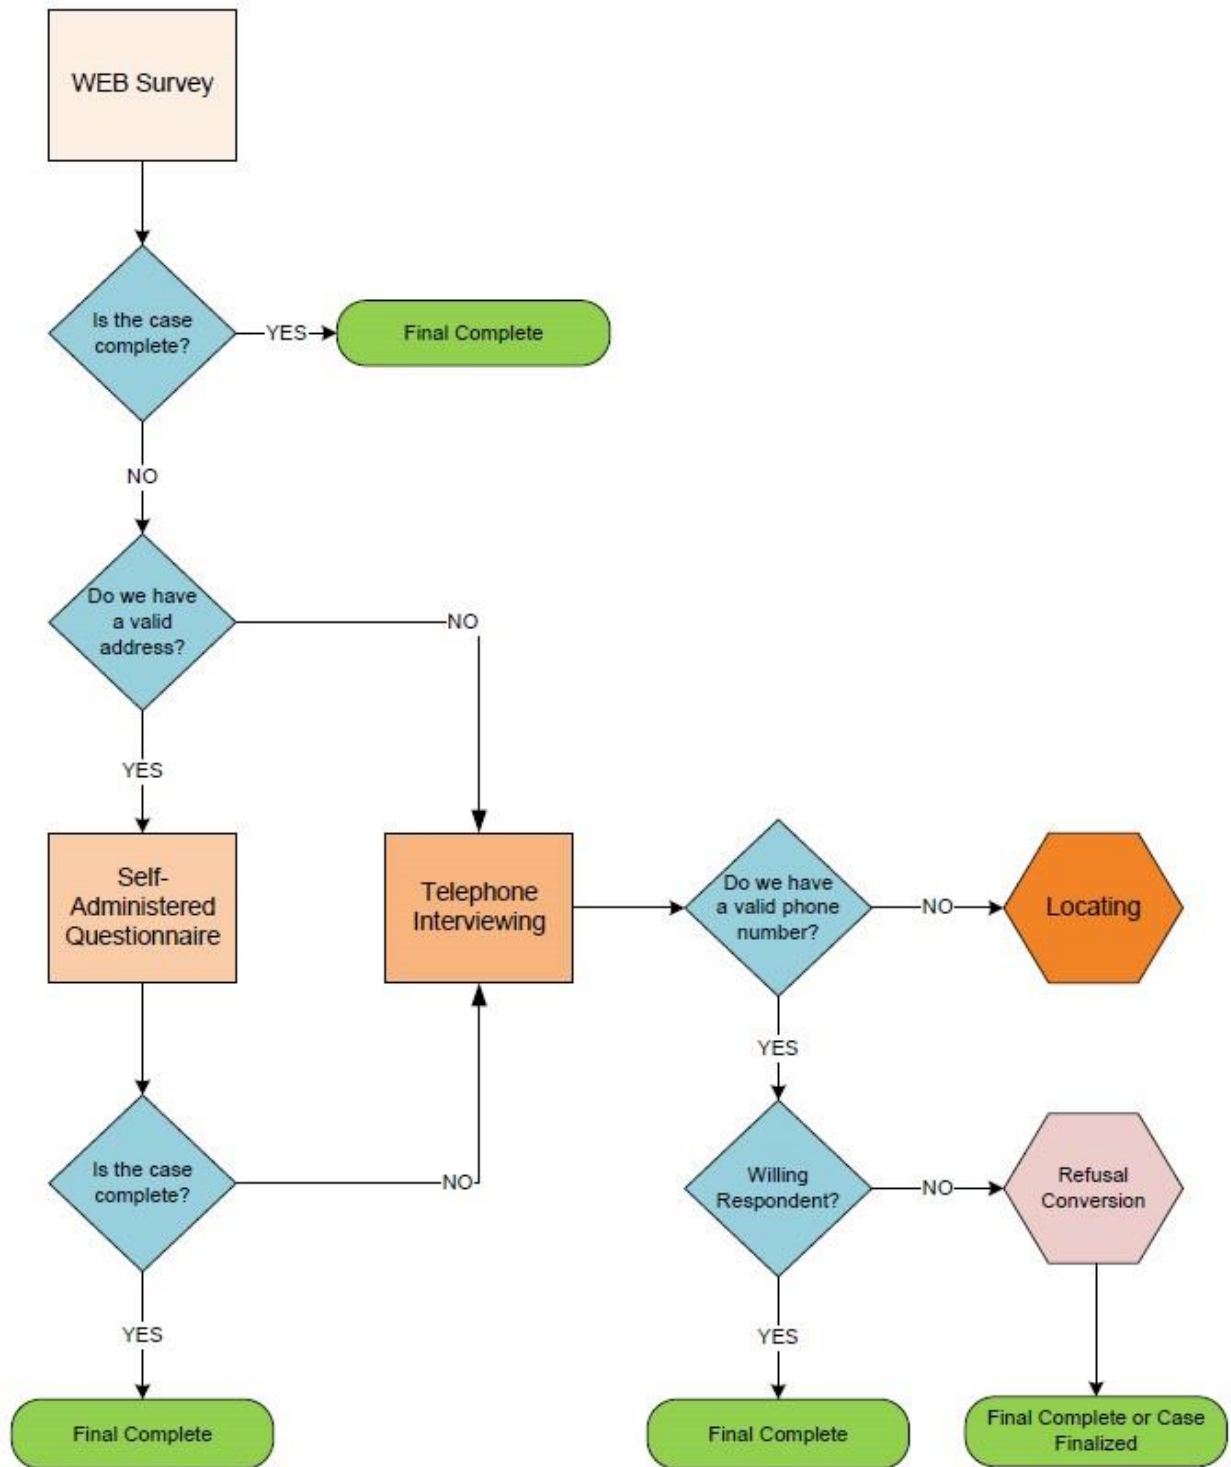 WEB Survey
Is the case
complete?
YES
Final Complete
NO
Do we have
a valid
address?
NO
YES
Self-
Administered
Questionnaire
Telephone
Interviewing
Do we have
a valid phone
number?
NO
Locating
YES
Is the case
complete?
NO
Willing
Respondent?
NO
Refusal
Conversion
YES
YES
Final Complete
Final Complete
Final Complete or Case
Finalized